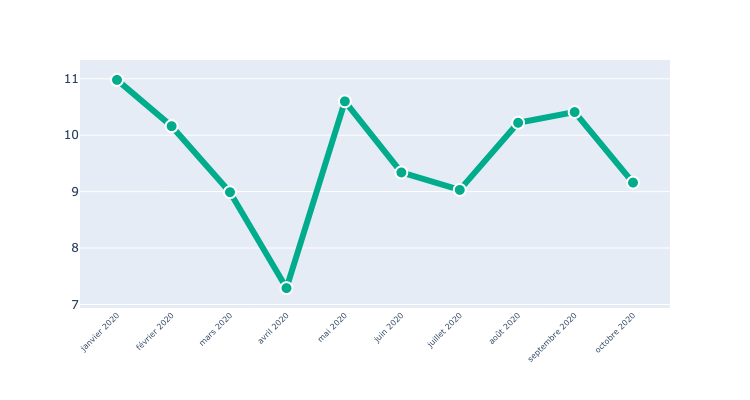 11
10
9
8
7
janvier 2020
février 2020
mars 2020
avril 2020
mai 2020
juin 2020
juillet 2020
août 2020
septembre 2020
octobre 2020